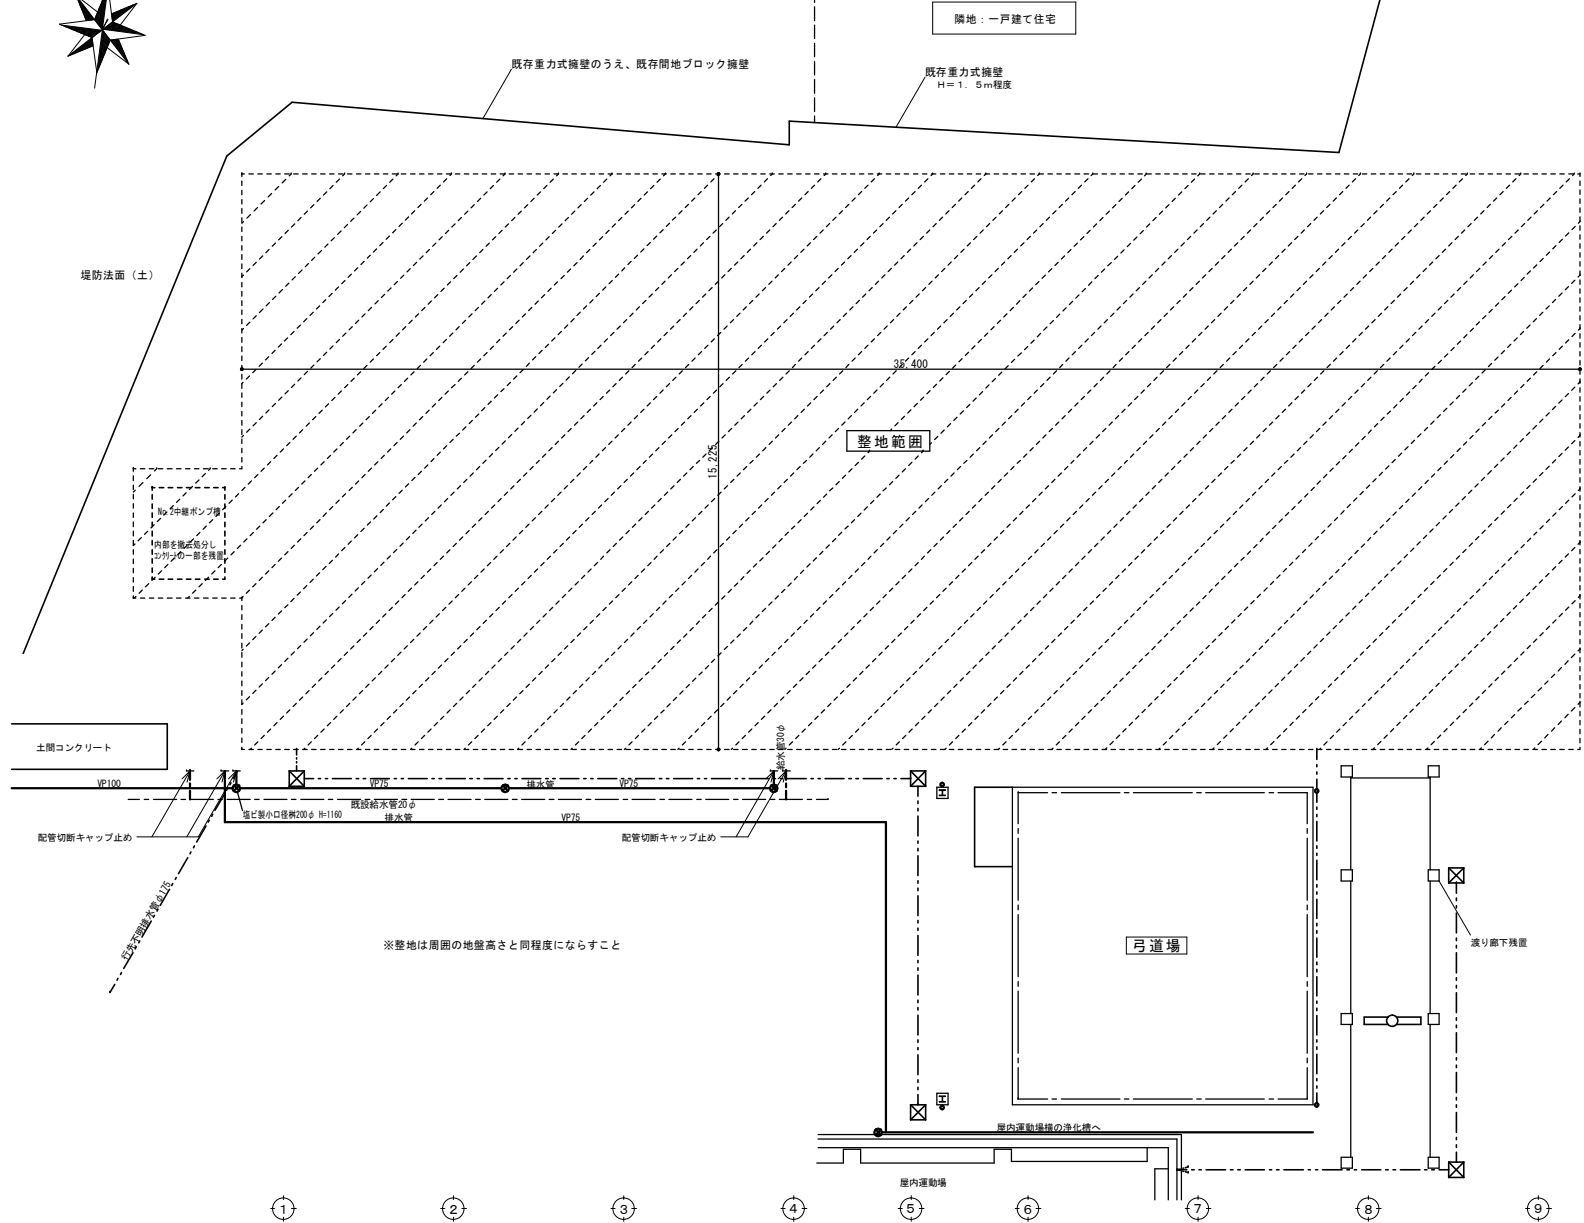 隣地：一戸建て住宅
既存重力式擁壁のうえ、既存間地ブロック擁壁
既存重力式擁壁
H＝１．５ｍ程度
堤防法面（土）
35,400
整地範囲
15,225
No.2中継ポンプ槽
内部を撤去処分し
ｺﾝｸﾘｰﾄの一部を残置
給水管30φ
土間コンクリート
VP100
VP75
排水管
VP75
既設給水管20φ
塩ビ製小口径桝200φ H=1160
排水管
VP75
配管切断キャップ止め
配管切断キャップ止め
行先不明排水管φ175
※整地は周囲の地盤高さと同程度にならすこと
弓道場
渡り廊下残置
屋内運動場横の浄化槽へ
屋内運動場
1
2
3
4
5
6
7
8
9